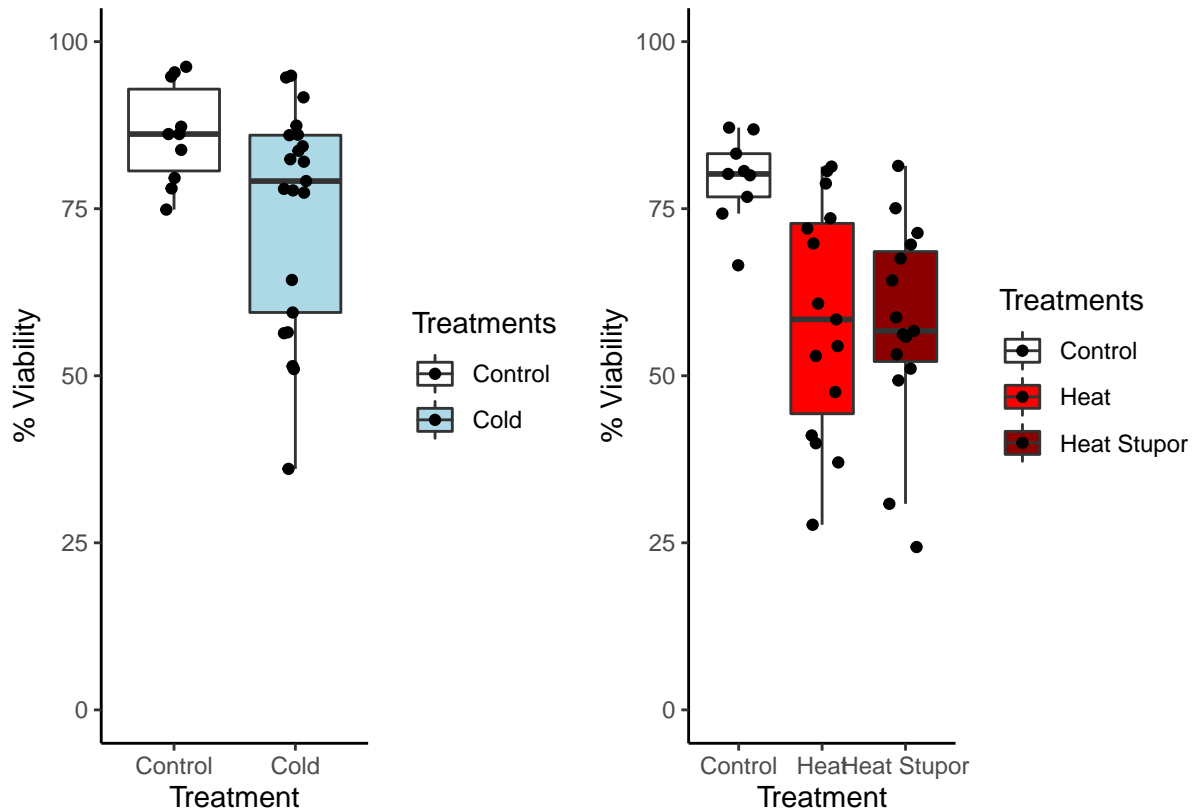 100
75
50
25
0
% Viability
Control Cold
Treatment
Treatments
Control
Cold
100
75
50
25
0
% Viability
Control Heat Heat Stupor
Treatment
Treatments
Control
Heat
Heat Stupor